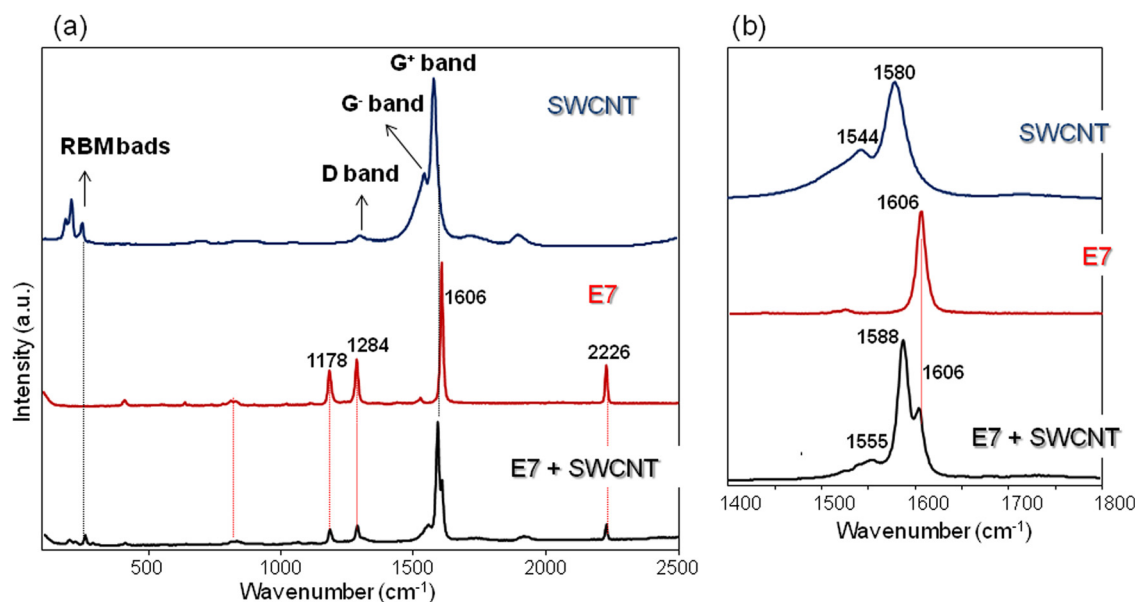 (a)
G⁺ band
G⁻ band
SWCNT
RBM bads
D band
E7
1606
1178
1284
2226
E7 + SWCNT
Intensity (a.u.)
500
1000
1500
2000
2500
Wavenumber (cm⁻¹)
(b)
1580
1544
SWCNT
1606
E7
1588
1606
1555
E7 + SWCNT
1400
1500
1600
1700
1800
Wavenumber (cm⁻¹)